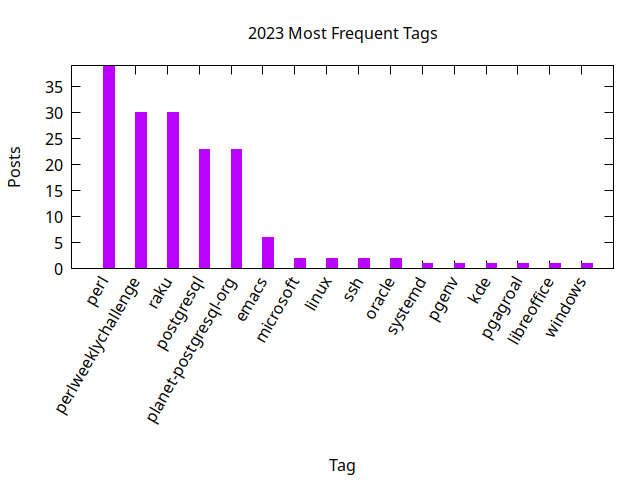 2023 Most Frequent Tags
Posts
35
30
25
20
15
10
5
0
perl
perlweeklychallenge
raku
postgresql
planet-postgresql-org
emacs
microsoft
linux
ssh
oracle
systemd
pgenv
kde
pgagroal
libreoffice
windows
Tag